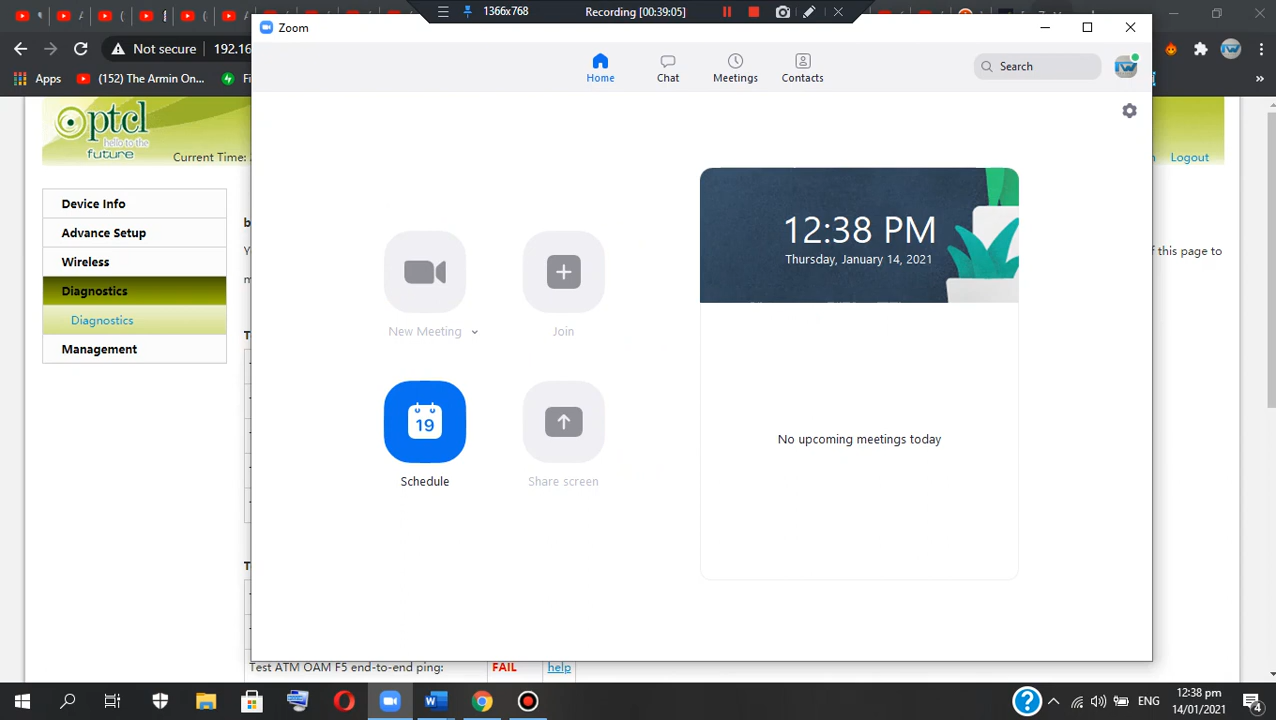 1366x768
Recording [00:39:05]
Zoom
Not secure
192.16
Apps
(152) The Armin On...
Home
Chat
Meetings
Contacts
Search
ptcl
hello to the
future
Current Time:
Logout
Device Info
Advance Setup
Wireless
Diagnostics
Diagnostics
Management
of this page to
12:38 PM
Thursday, January 14, 2021
New Meeting
Join
19
Schedule
Share screen
No upcoming meetings today
Test ATM OAM F5 end-to-end ping:
FAIL
help
ENG
12:38 pm
14/01/2021
4